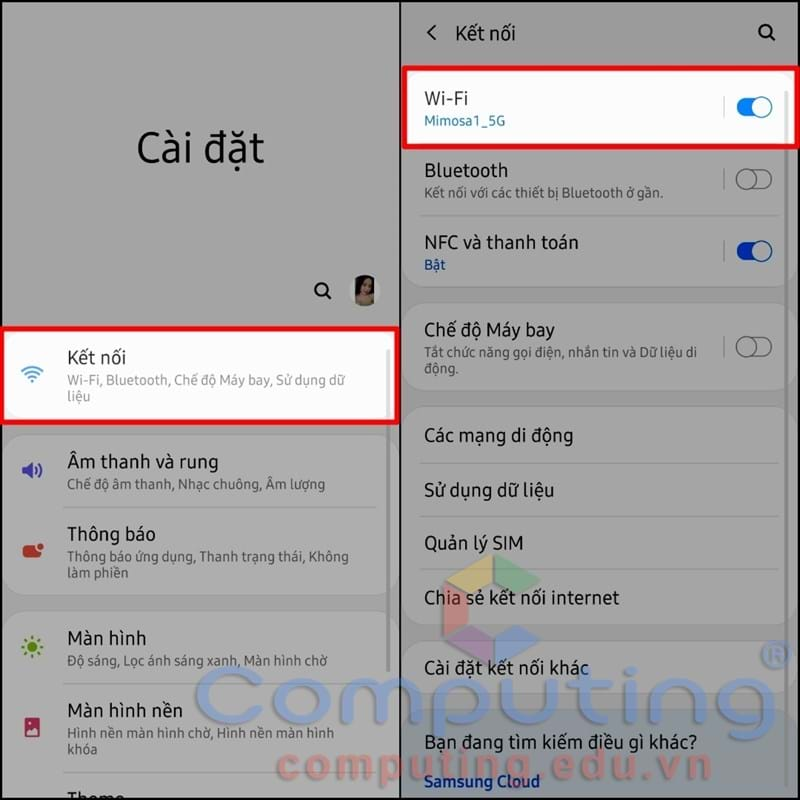 Cài đặt
Kết nối
Wi-Fi, Bluetooth, Chế độ Máy bay, Sử dụng dữ
liệu
Âm thanh và rung
Chế độ âm thanh, Nhạc chuông, Âm lượng
Thông báo
Thông báo ứng dụng, Thanh trạng thái, Không
làm phiền
Màn hình
Độ sáng, Lọc ánh sáng xanh, Màn hình chờ
Màn hình nền
Hình nền màn hình chờ, Hình nền màn hình
khóa
Theme
Kết nối
Wi-Fi
Mimosa1_5G
Bluetooth
Kết nối với các thiết bị Bluetooth ở gần.
NFC và thanh toán
Bật
Chế độ Máy bay
Tắt chức năng gọi điện, nhắn tin và Dữ liệu di
động.
Các mạng di động
Sử dụng dữ liệu
Quản lý SIM
Chia sẻ kết nối internet
Cài đặt kết nối khác
Bạn đang tìm kiếm điều gì khác?
Samsung Cloud
Computing®
computing.edu.vn